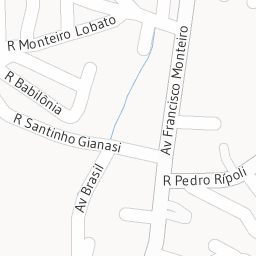 R Monteiro Lobato
R Babilônia
Av Francisco Monteiro
R Santinho Gianasi
Av Brasil
R Pedro Rípoli